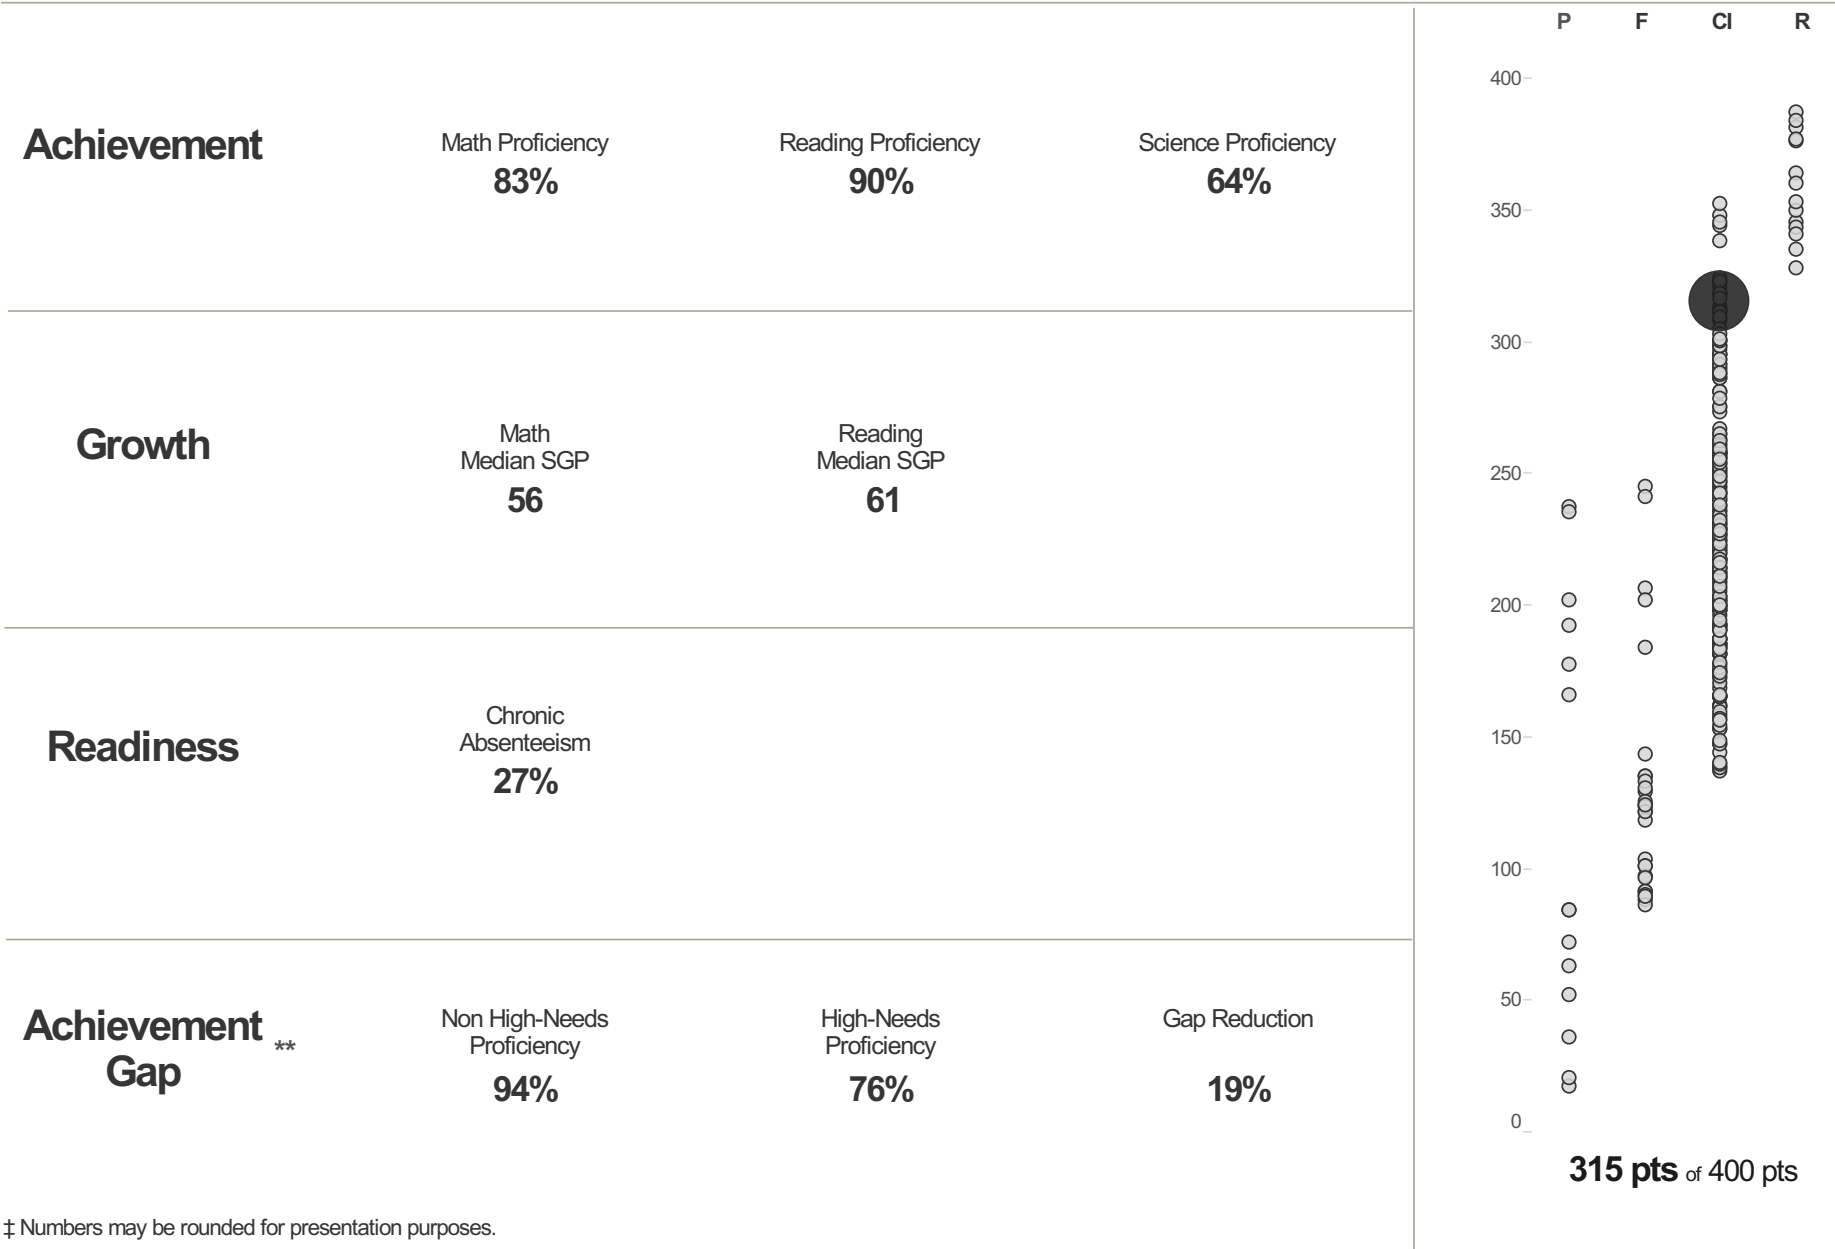 Achievement
Math Proficiency
83%
Reading Proficiency
90%
Science Proficiency
64%
Growth
Math
Median SGP
56
Reading
Median SGP
61
Readiness
Chronic
Absenteeism
27%
Achievement
Gap **
Non High-Needs
Proficiency
94%
High-Needs
Proficiency
76%
Gap Reduction
19%
P F CI R
400
350
300
250
200
150
100
50
0
315 pts of 400 pts
‡ Numbers may be rounded for presentation purposes.